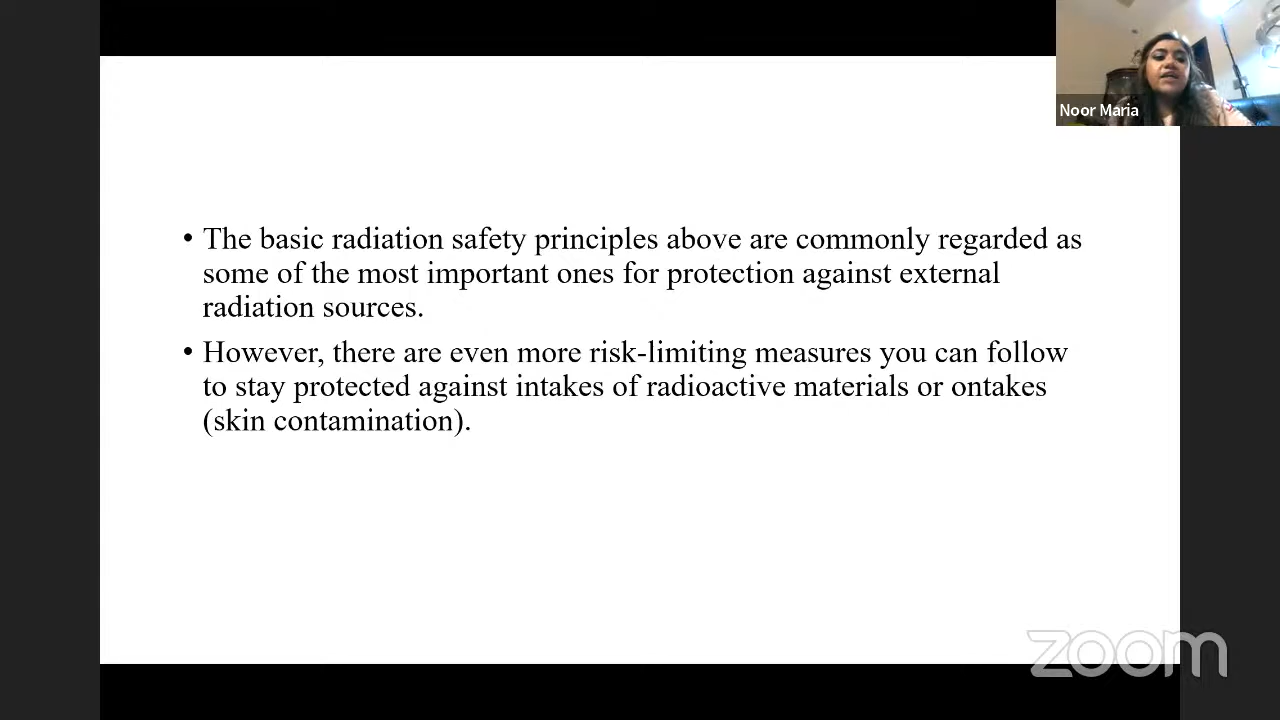 Noor Maria
• The basic radiation safety principles above are commonly regarded as
some of the most important ones for protection against external
radiation sources.
• However, there are even more risk-limiting measures you can follow
to stay protected against intakes of radioactive materials or ontakes
(skin contamination).
zoom